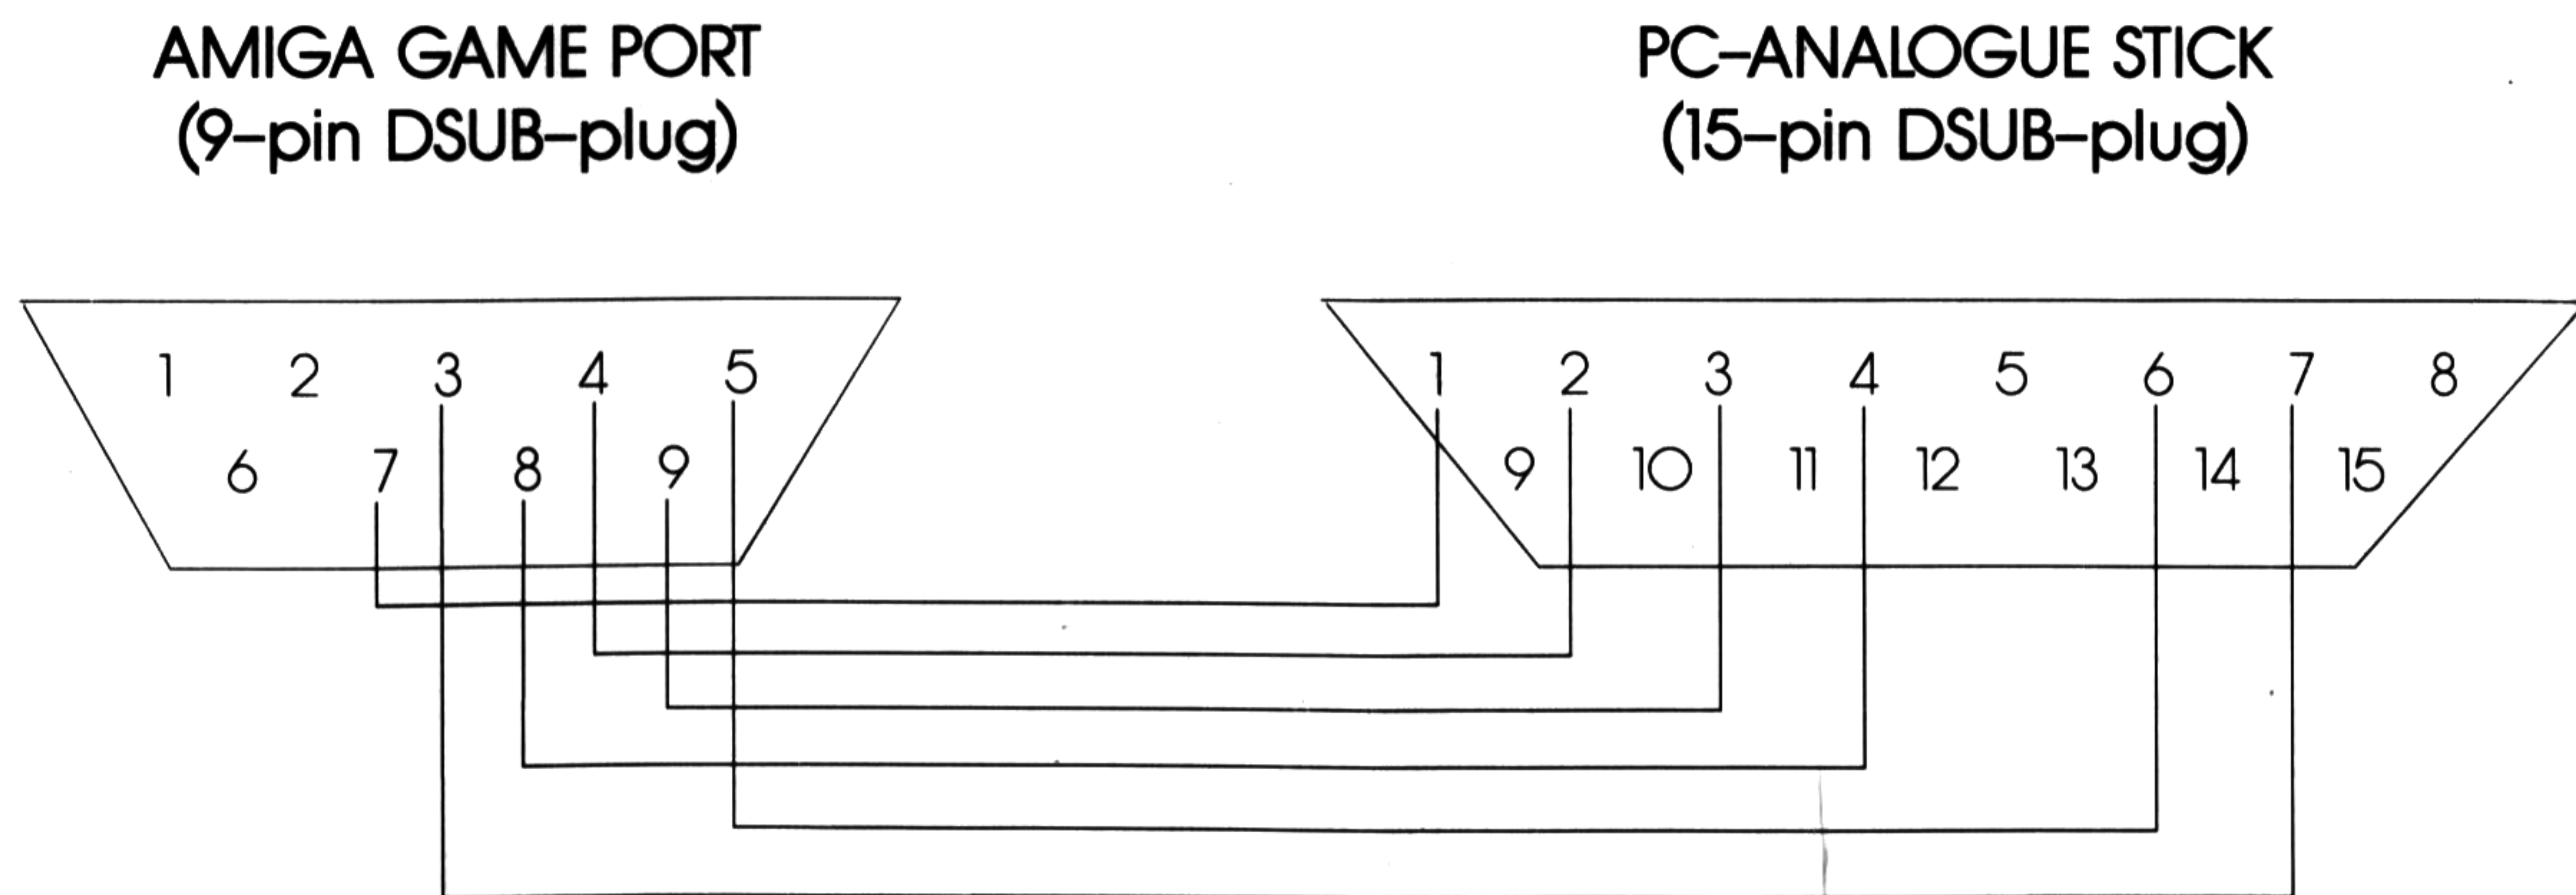 AMIGA GAME PORT
(9-pin DSUB-plug)
PC-ANALOGUE STICK
(15-pin DSUB-plug)
1 2 3 4 5
6 7 8 9
1 2 3 4 5 6 7 8
9 10 11 12 13 14 15